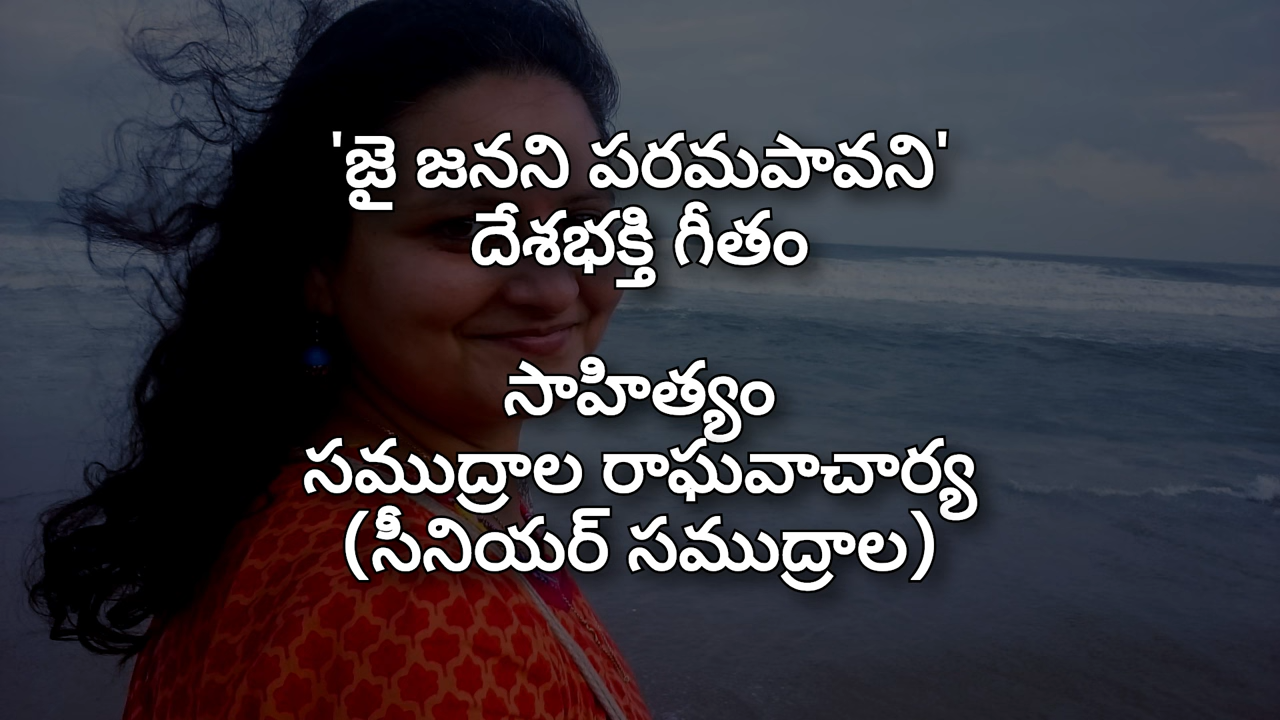 'జై జనని పరమపావని'
దేశభక్తి గీతం
సాహిత్యం
సముద్రాల రాఘవాచార్య
(సీనియర్ సముద్రాల)